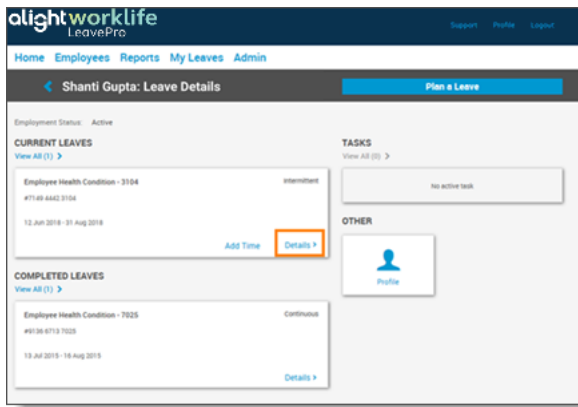 alightworklife
LeavePro
Support Profile Logout
Home Employees Reports My Leaves Admin
Shanti Gupta: Leave Details
Plan a Leave
Employment Status: Active
CURRENT LEAVES
View All (1)
Employee Health Condition - 3104
Intermittent
#7149 4442 3104
12 Jun 2018 - 31 Aug 2018
Add Time Details
COMPLETED LEAVES
View All (1)
Employee Health Condition - 7025
Continuous
#9136 6713 7025
13 Jul 2015 - 16 Aug 2015
Details
TASKS
View All (0)
No active task
OTHER
Profile